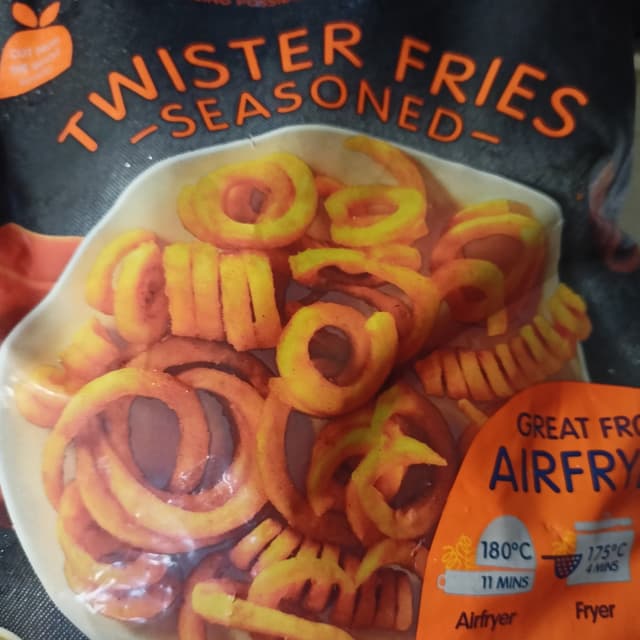 TWISTER FRIES
—SEASONED—
GREAT FRO
AIRFRY
180°C
11 MINS
Airfryer
175°C
4 MINS
Fryer